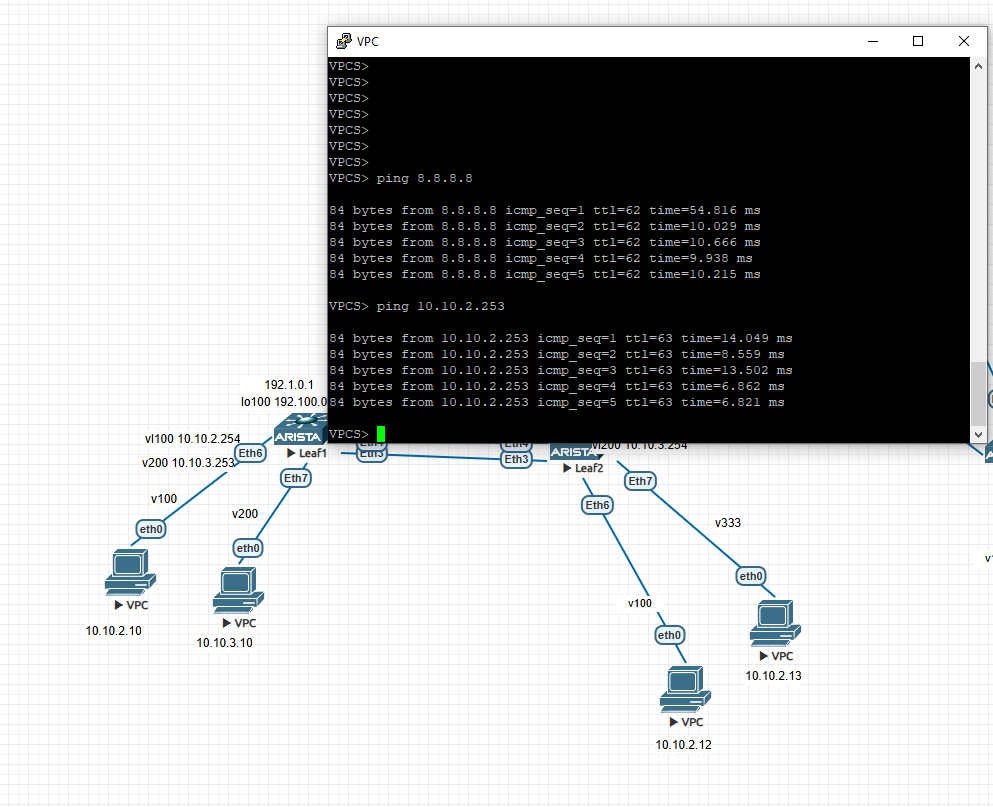 VPC
VPCS>
VPCS>
VPCS>
VPCS>
VPCS>
VPCS>
VPCS>
VPCS> ping 8.8.8.8
84 bytes from 8.8.8.8 icmp_seq=1 ttl=62 time=54.816 ms
84 bytes from 8.8.8.8 icmp_seq=2 ttl=62 time=10.029 ms
84 bytes from 8.8.8.8 icmp_seq=3 ttl=62 time=10.666 ms
84 bytes from 8.8.8.8 icmp_seq=4 ttl=62 time=9.938 ms
84 bytes from 8.8.8.8 icmp_seq=5 ttl=62 time=10.215 ms
VPCS> ping 10.10.2.253
84 bytes from 10.10.2.253 icmp_seq=1 ttl=63 time=14.049 ms
84 bytes from 10.10.2.253 icmp_seq=2 ttl=63 time=8.559 ms
84 bytes from 10.10.2.253 icmp_seq=3 ttl=63 time=13.502 ms
84 bytes from 10.10.2.253 icmp_seq=4 ttl=63 time=6.862 ms
84 bytes from 10.10.2.253 icmp_seq=5 ttl=63 time=6.821 ms
VPCS>
192.1.0.1
lo100 192.100.0
ARISTA
Leaf1
vl100 10.10.2.254
v200 10.10.3.253
Eth6
Eth7
Eth4
Eth3
Eth4
Eth3
vl200 10.10.3.254
ARISTA
Leaf2
Eth7
Eth6
v100
v200
v333
v100
eth0
eth0
eth0
eth0
VPC
10.10.2.10
VPC
10.10.3.10
VPC
10.10.2.13
VPC
10.10.2.12